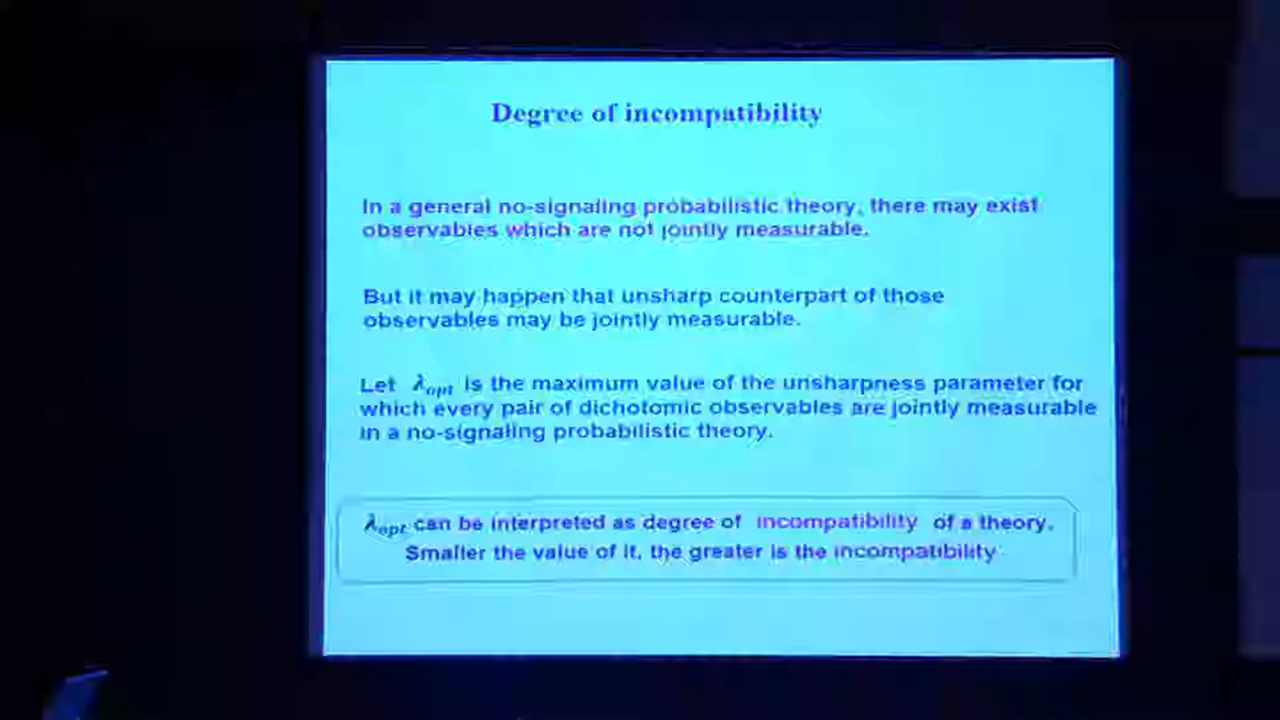 Degree of incompatibility
In a general no-signaling probabilistic theory, there may exist
observables which are not jointly measurable.
But it may happen that unsharp counterpart of those
observables may be jointly measurable.
Let λopt is the maximum value of the unsharpness parameter for
which every pair of dichotomic observables are jointly measurable
in a no-signaling probabilistic theory.
λopt can be interpreted as degree of incompatibility of a theory.
Smaller the value of it, the greater is the incompatibility